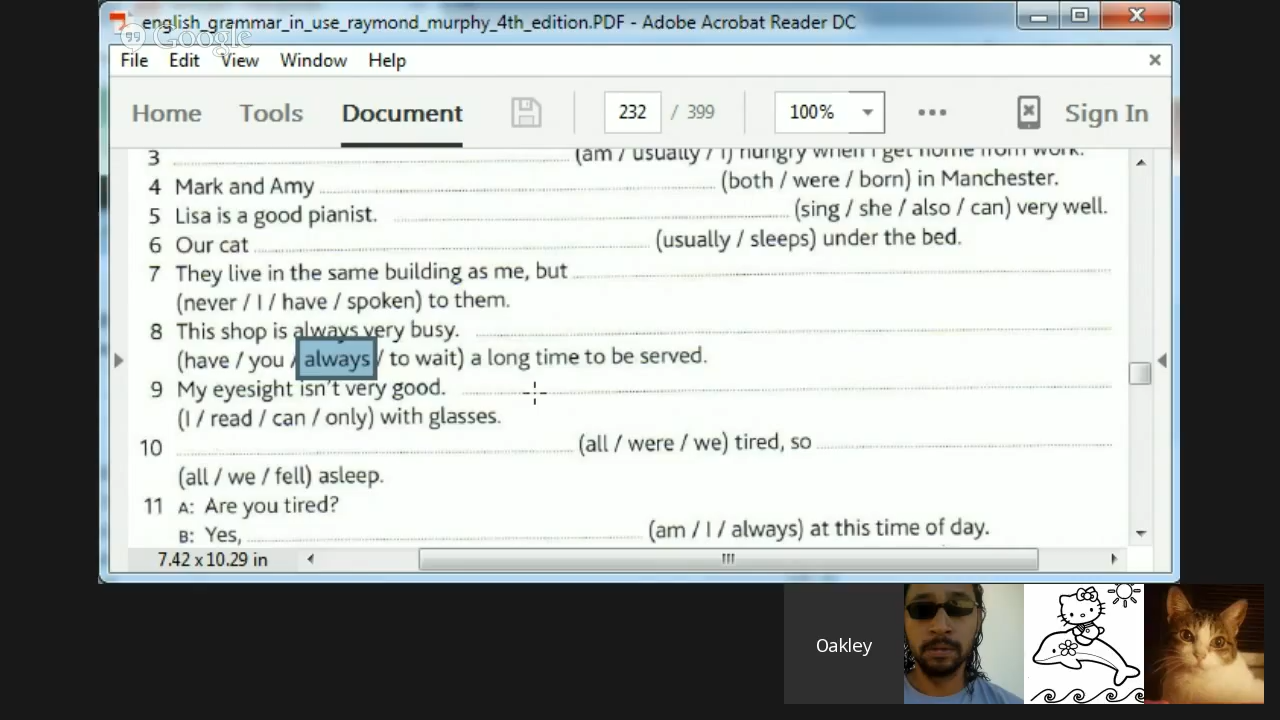 english_grammar_in_use_raymond_murphy_4th_edition.PDF - Adobe Acrobat Reader DC
Google
File Edit View Window Help
Home Tools Document 232 / 399 100% Sign In
3 (am / usually / I) hungry when I get home from work.
4 Mark and Amy (both / were / born) in Manchester.
5 Lisa is a good pianist. (sing / she / also / can) very well.
6 Our cat (usually / sleeps) under the bed.
7 They live in the same building as me, but
(never / I / have / spoken) to them.
8 This shop is always very busy.
(have / you / always / to wait) a long time to be served.
9 My eyesight isn't very good.
(I / read / can / only) with glasses.
10 (all / were / we) tired, so
(all / we / fell) asleep.
11 A: Are you tired?
B: Yes, (am / I / always) at this time of day.
7.42 x 10.29 in
Oakley